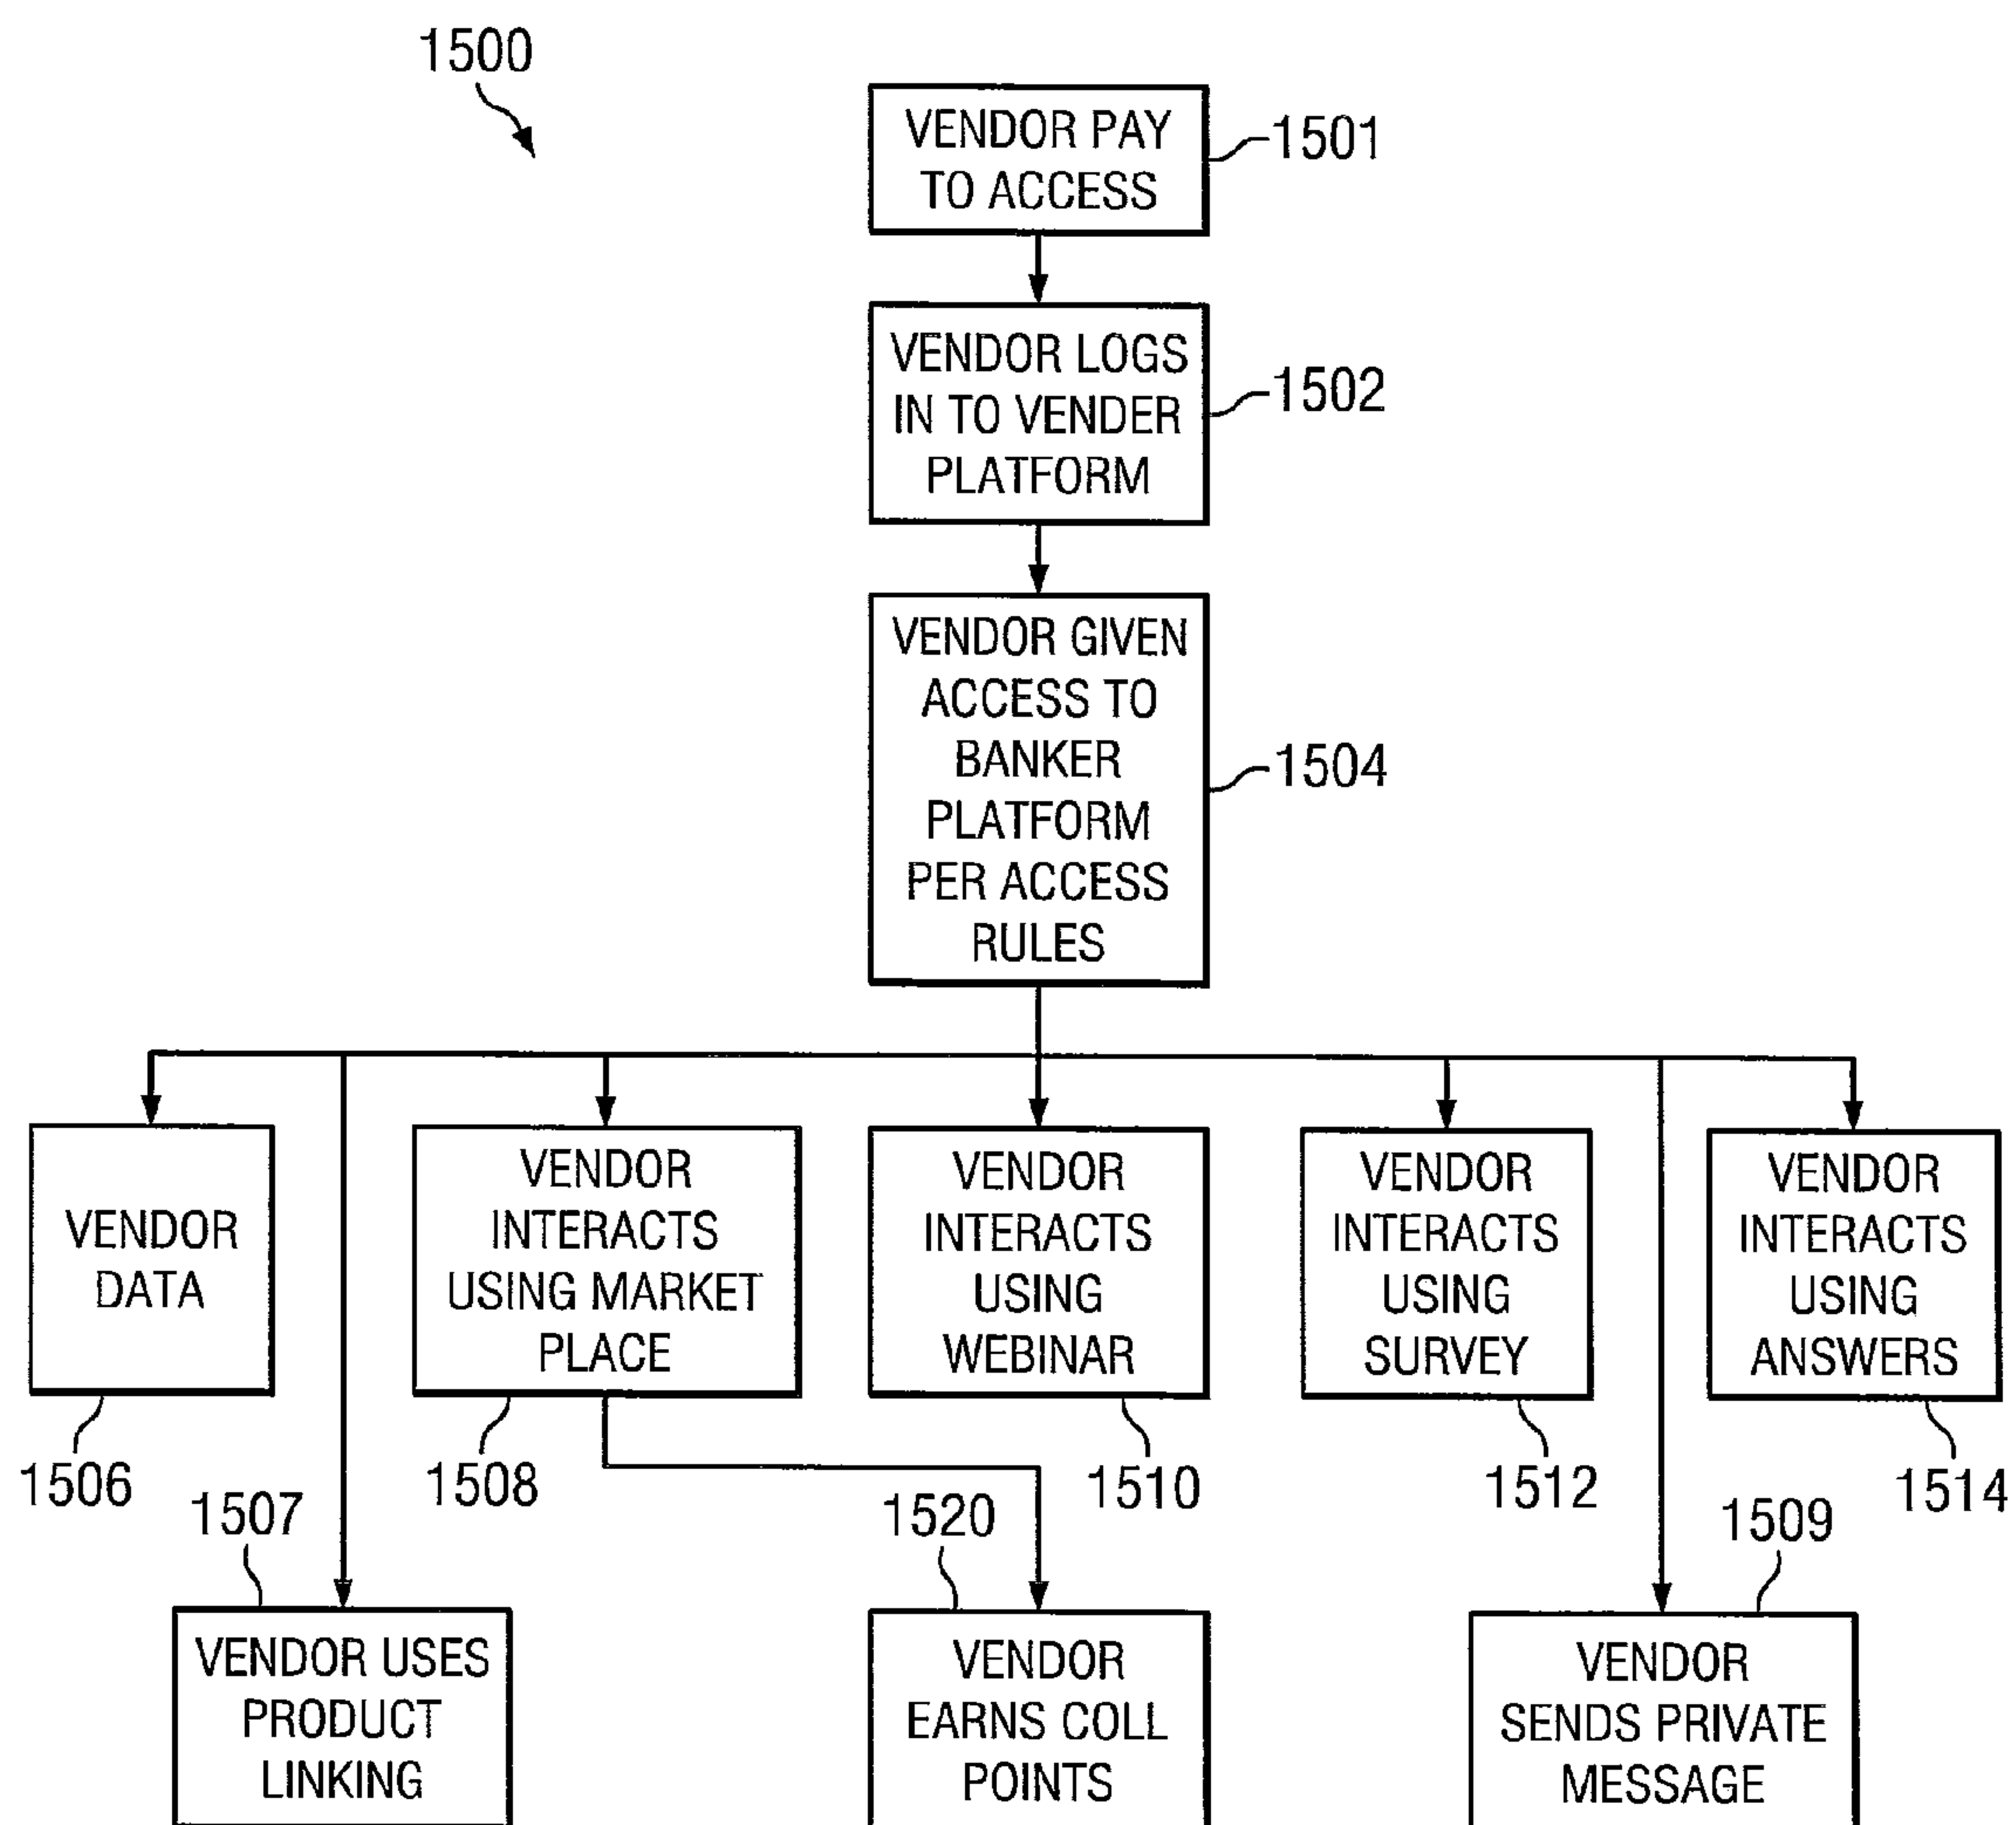 1500
VENDOR PAY
TO ACCESS
1501
VENDOR LOGS
IN TO VENDER
PLATFORM
1502
VENDOR GIVEN
ACCESS TO
BANKER
PLATFORM
PER ACCESS
RULES
1504
VENDOR
DATA
1506
VENDOR
INTERACTS
USING MARKET
PLACE
1508
VENDOR
INTERACTS
USING
WEBINAR
1510
VENDOR
INTERACTS
USING
SURVEY
1512
VENDOR
INTERACTS
USING
ANSWERS
1514
1507
VENDOR USES
PRODUCT
LINKING
1520
VENDOR
EARNS COLL
POINTS
1509
VENDOR
SENDS PRIVATE
MESSAGE